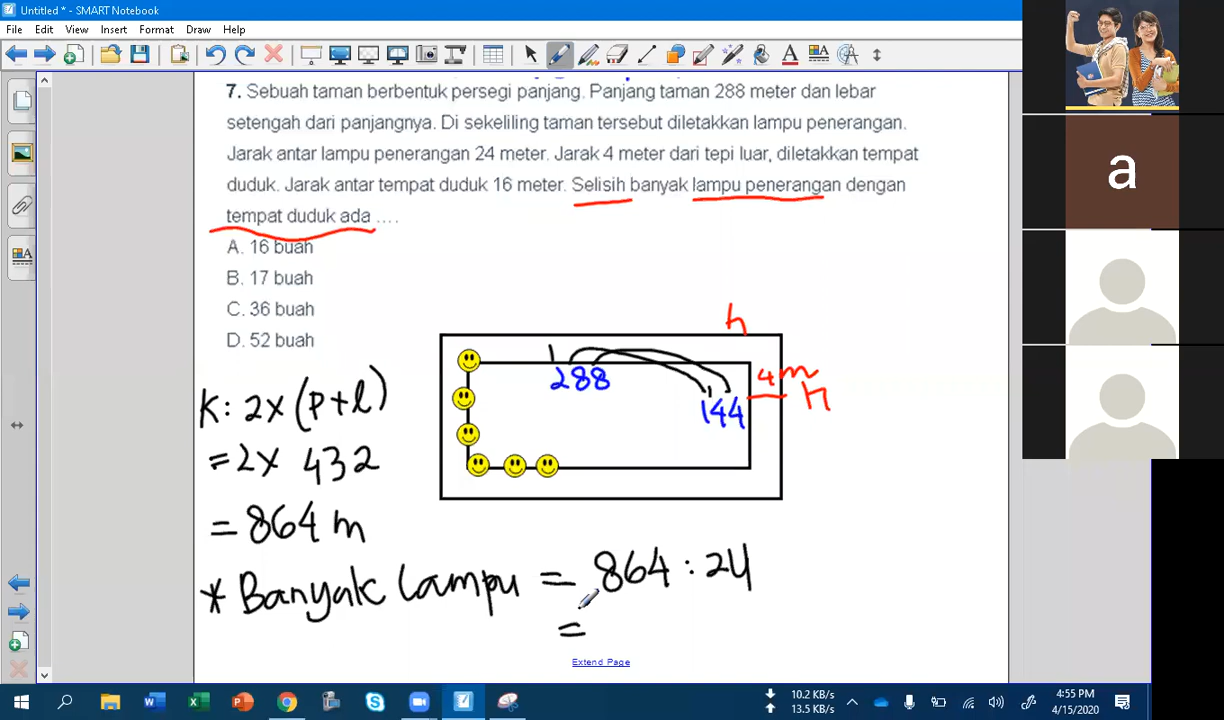 Untitled * - SMART Notebook
File Edit View Insert Format Draw Help
7. Sebuah taman berbentuk persegi panjang. Panjang taman 288 meter dan lebar
setengah dari panjangnya. Di sekeliling taman tersebut diletakkan lampu penerangan.
Jarak antar lampu penerangan 24 meter. Jarak 4 meter dari tepi luar, diletakkan tempat
duduk. Jarak antar tempat duduk 16 meter. Selisih banyak lampu penerangan dengan
tempat duduk ada ....
A. 16 buah
B. 17 buah
C. 36 buah
D. 52 buah
h
288
4m
h
144
K: 2x (p+l)
= 2x 432
= 864 m
* Banyak lampu = 864 : 24
=
Extend Page
a
10.2 KB/s
13.5 KB/s
4:55 PM
4/15/2020